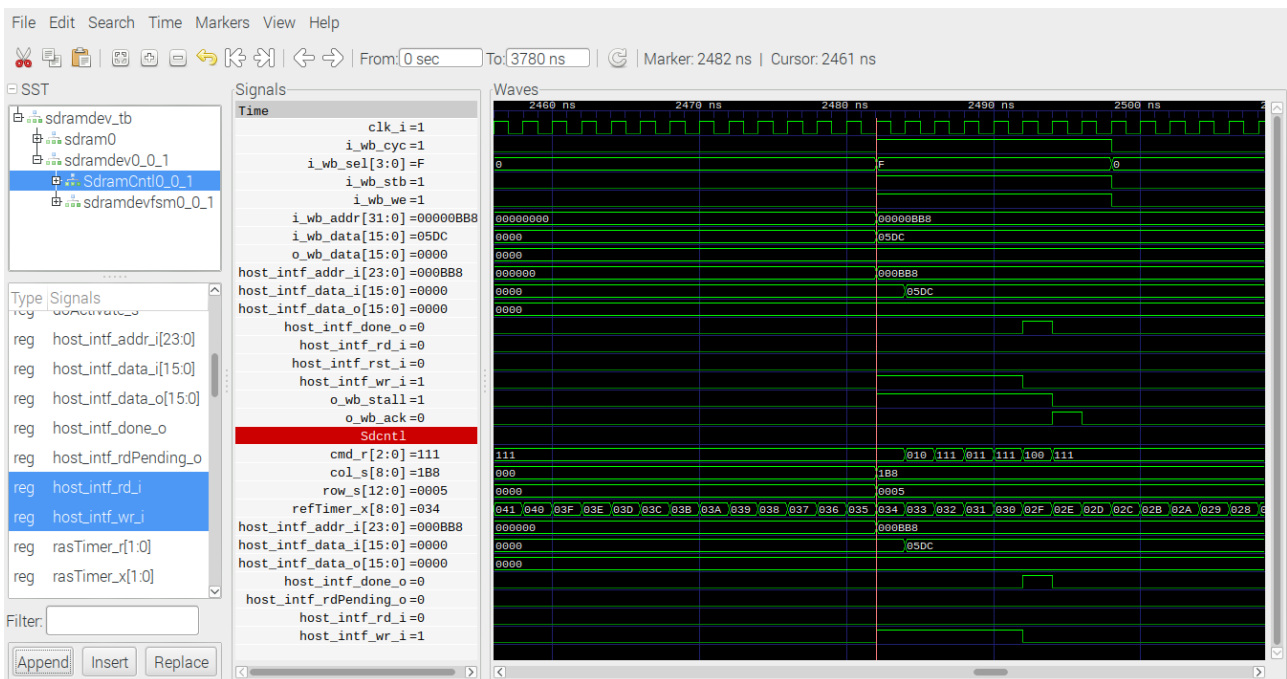 File Edit Search Time Markers View Help
From: 0 sec To: 3780 ns Marker: 2482 ns | Cursor: 2461 ns
SST
sdramdev_tb
sdram0
sdramdev0_0_1
SdramCntl0_0_1
sdramdevfsm0_0_1
Type Signals
reg doActivate_s
reg host_intf_addr_i[23:0]
reg host_intf_data_i[15:0]
reg host_intf_data_o[15:0]
reg host_intf_done_o
reg host_intf_rdPending_o
reg host_intf_rd_i
reg host_intf_wr_i
reg rasTimer_r[1:0]
reg rasTimer_x[1:0]
Filter:
Append Insert Replace
Signals
Time
clk_i=1
i_wb_cyc=1
i_wb_sel[3:0]=F
i_wb_stb=1
i_wb_we=1
i_wb_addr[31:0]=00000BB8
i_wb_data[15:0]=05DC
o_wb_data[15:0]=0000
host_intf_addr_i[23:0]=000BB8
host_intf_data_i[15:0]=0000
host_intf_data_o[15:0]=0000
host_intf_done_o=0
host_intf_rd_i=0
host_intf_rst_i=0
host_intf_wr_i=1
o_wb_stall=1
o_wb_ack=0
Sdcntl
cmd_r[2:0]=111
col_s[8:0]=1B8
row_s[12:0]=0005
refTimer_x[8:0]=034
host_intf_addr_i[23:0]=000BB8
host_intf_data_i[15:0]=0000
host_intf_data_o[15:0]=0000
host_intf_done_o=0
host_intf_rdPending_o=0
host_intf_rd_i=0
host_intf_wr_i=1
Waves
2460 ns 2470 ns 2480 ns 2490 ns 2500 ns 2
0 F 0
00000000 00000BB8
0000 05DC
0000
000000 000BB8
0000 05DC
0000
111 010 111 011 111 100 111
000 1B8
0000 0005
041 040 03F 03E 03D 03C 03B 03A 039 038 037 036 035 034 033 032 031 030 02F 02E 02D 02C 02B 02A 029 028 0
000000 000BB8
0000 05DC
0000